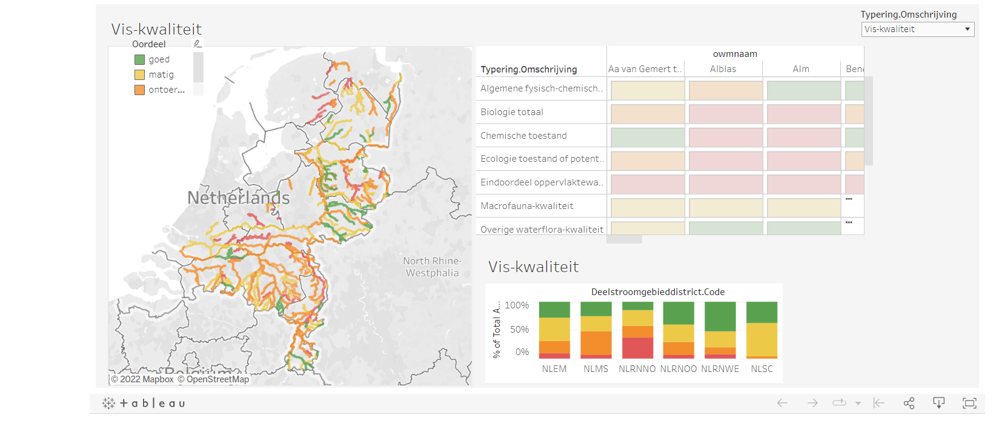 Typering.Omschrijving
Vis-kwaliteit
Vis-kwaliteit
Oordeel
goed
matig
ontoer...
Netherlands
North Rhine-
Westphalia
Belgium
© 2022 Mapbox © OpenStreetMap
owmnaam
Typering.Omschrijving
Aa van Gemert t.. Alblas Alm Bene
Algemene fysisch-chemisch..
Biologie totaal
Chemische toestand
Ecologie toestand of potent..
Eindoordeel oppervlaktewa..
Macrofauna-kwaliteit
Overige waterflora-kwaliteit
Vis-kwaliteit
Deelstroomgebieddistrict.Code
% of Total A...
100%
50%
0%
NLEM NLMS NLRNNO NLRNOO NLRNWE NLSC
+ableau